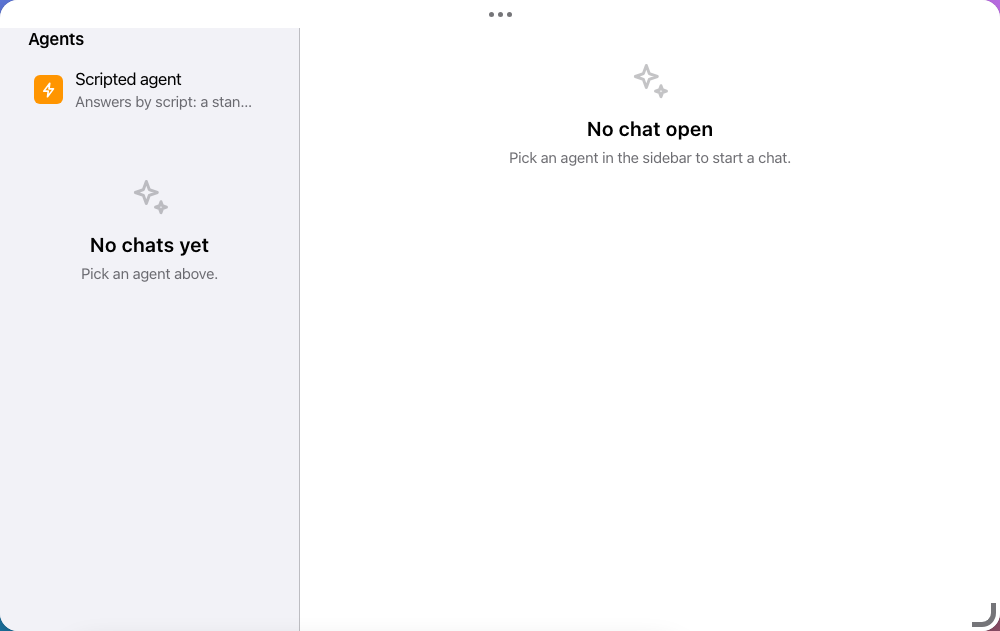 Agents
Scripted agent
Answers by script: a stan...
No chats yet
Pick an agent above.
No chat open
Pick an agent in the sidebar to start a chat.